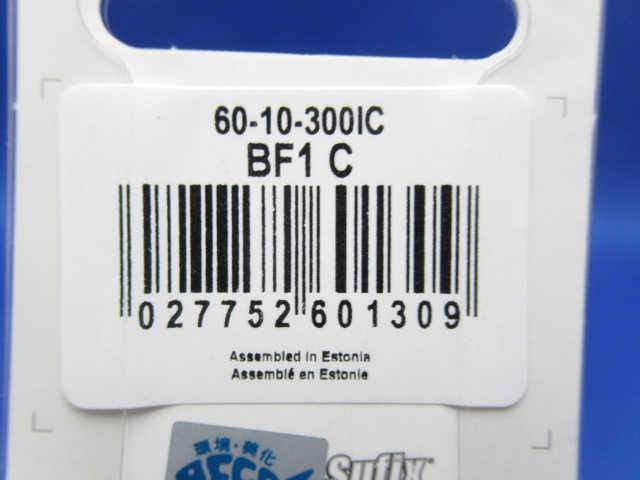 60-10-300IC
BF1 C
027752601309
Assembled in Estonia
Assemblé en Estonie
環境・美化
Sufix